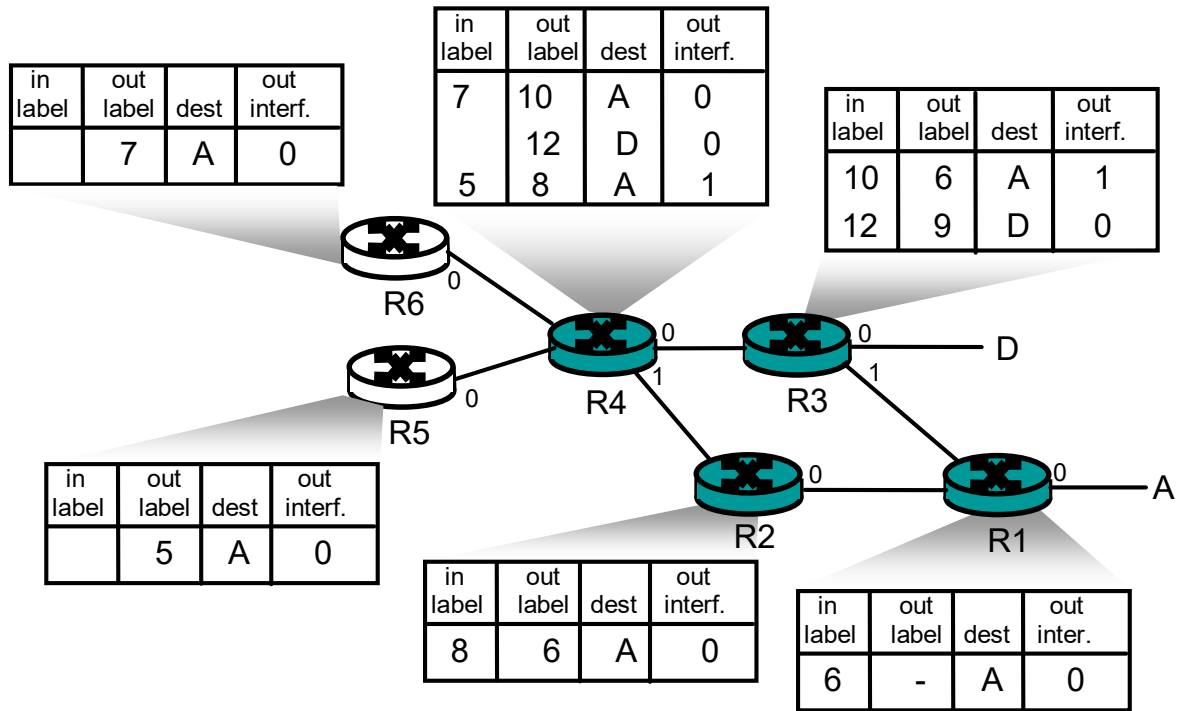 in out dest out
label label interf.
7 A 0
in out dest out
label label interf.
7 10 A 0
12 D 0
5 8 A 1
in out dest out
label label interf.
10 6 A 1
12 9 D 0
0
R6
0
R5
0
1
R4
0
1
R3
D
0
R2
0
R1
A
in out dest out
label label interf.
5 A 0
in out dest out
label label interf.
8 6 A 0
in out dest out
label label inter.
6 - A 0